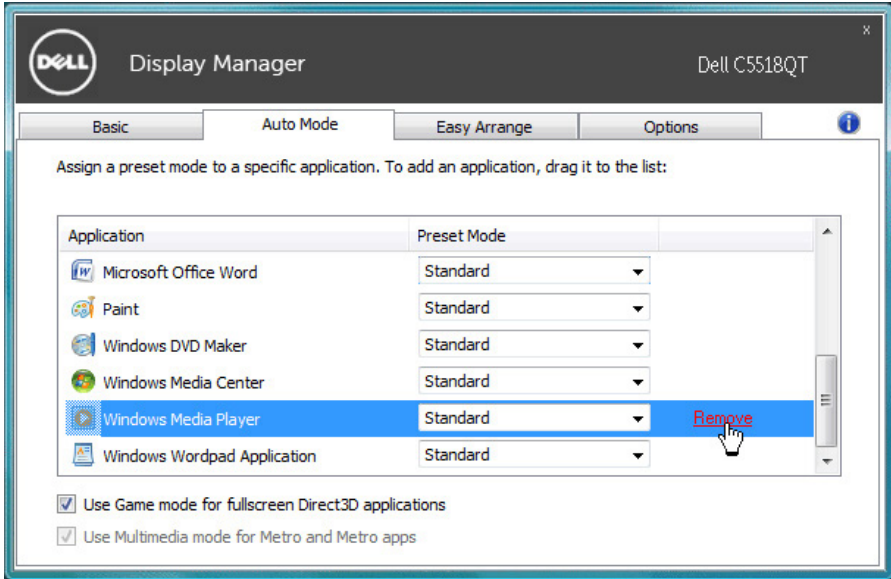 DELL Display Manager Dell C5518QT x
Basic Auto Mode Easy Arrange Options i
Assign a preset mode to a specific application. To add an application, drag it to the list:
Application Preset Mode
Microsoft Office Word Standard
Paint Standard
Windows DVD Maker Standard
Windows Media Center Standard
Windows Media Player Standard Remove
Windows Wordpad Application Standard
Use Game mode for fullscreen Direct3D applications
Use Multimedia mode for Metro and Metro apps